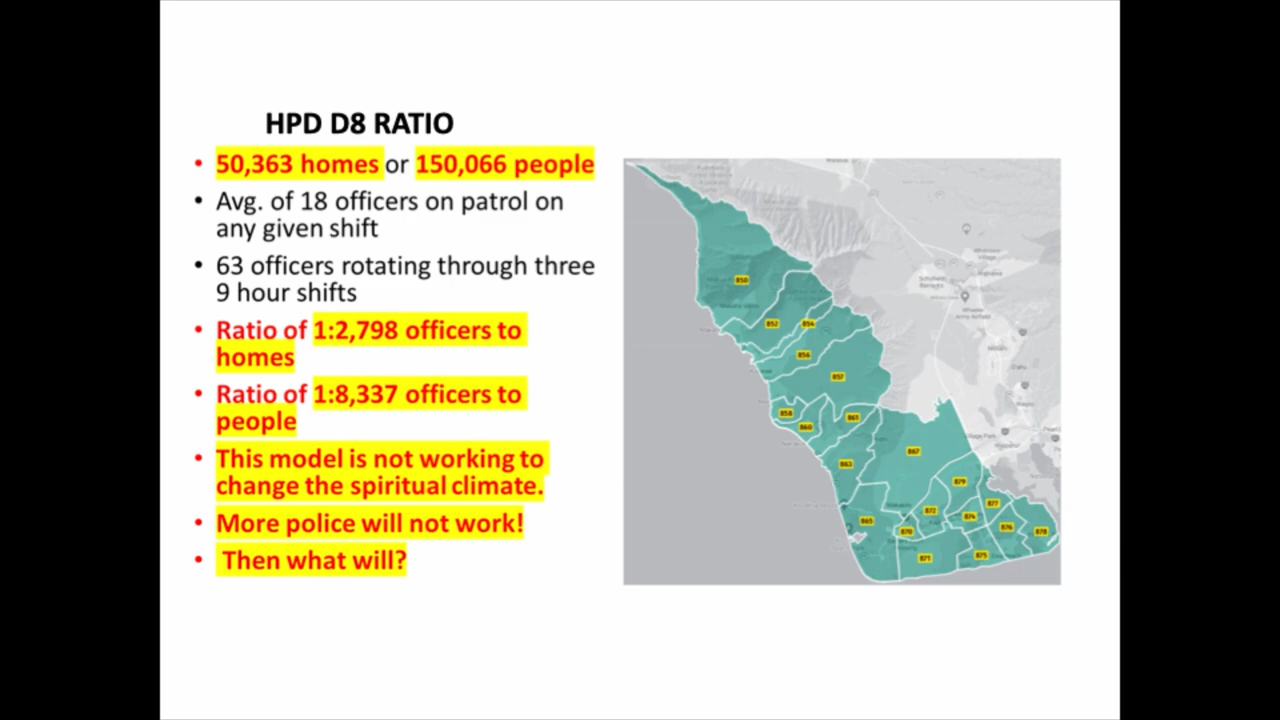 HPD D8 RATIO
• 50,363 homes or 150,066 people
• Avg. of 18 officers on patrol on
any given shift
• 63 officers rotating through three
9 hour shifts
• Ratio of 1:2,798 officers to
homes
• Ratio of 1:8,337 officers to
people
• This model is not working to
change the spiritual climate.
• More police will not work!
• Then what will?
850
852
854
856
857
858
860
861
863
867
879
865
870
872
874
877
876
878
871
875